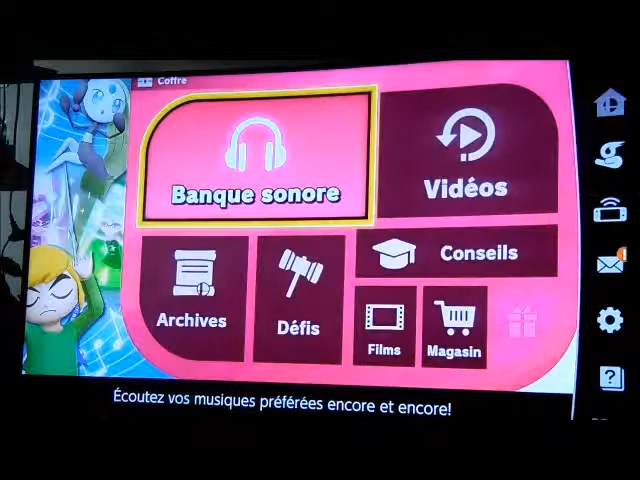 Coffre
Banque sonore
Vidéos
Archives
Défis
Conseils
Films
Magasin
Écoutez vos musiques préférées encore et encore!